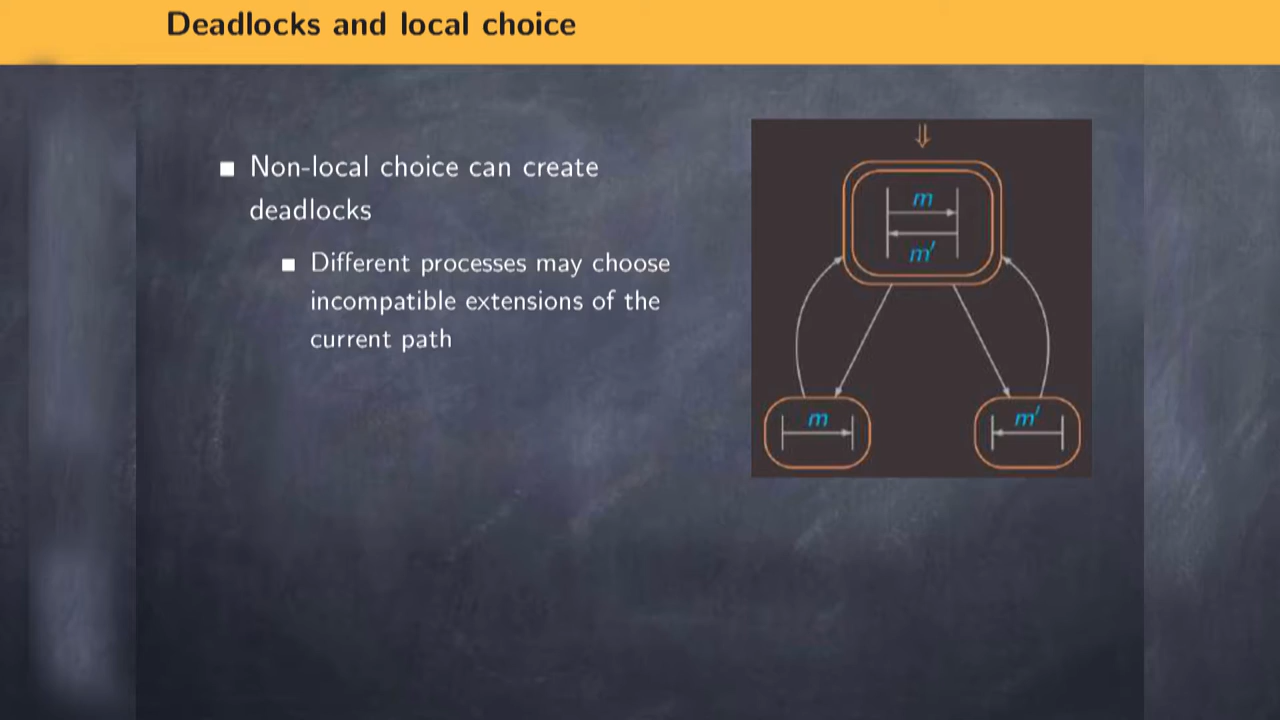 Deadlocks and local choice
Non-local choice can create
deadlocks
Different processes may choose
incompatible extensions of the
current path
m
m′
m
m′